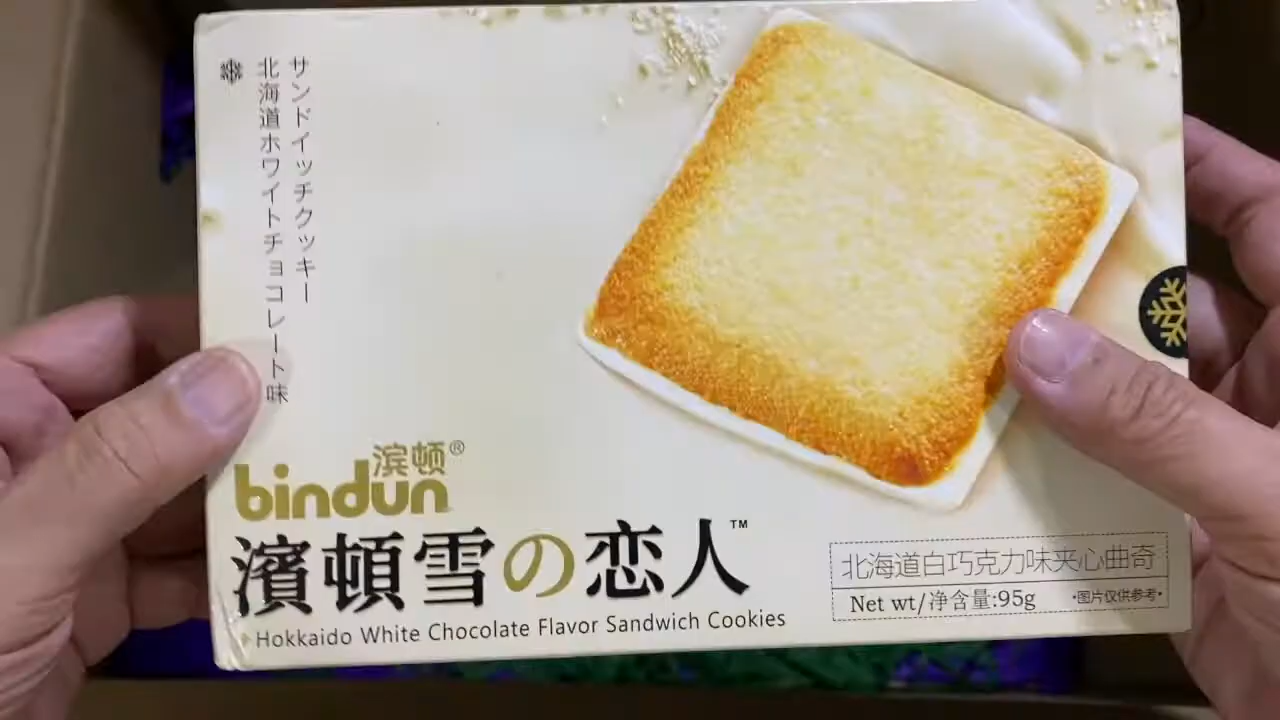 サンドイッチクッキー
北海道ホワイトチョコレート味
滨顿®
bindun
濱頓雪の恋人™
Hokkaido White Chocolate Flavor Sandwich Cookies
北海道白巧克力味夹心曲奇
Net wt/净含量:95g
•图片仅供参考•